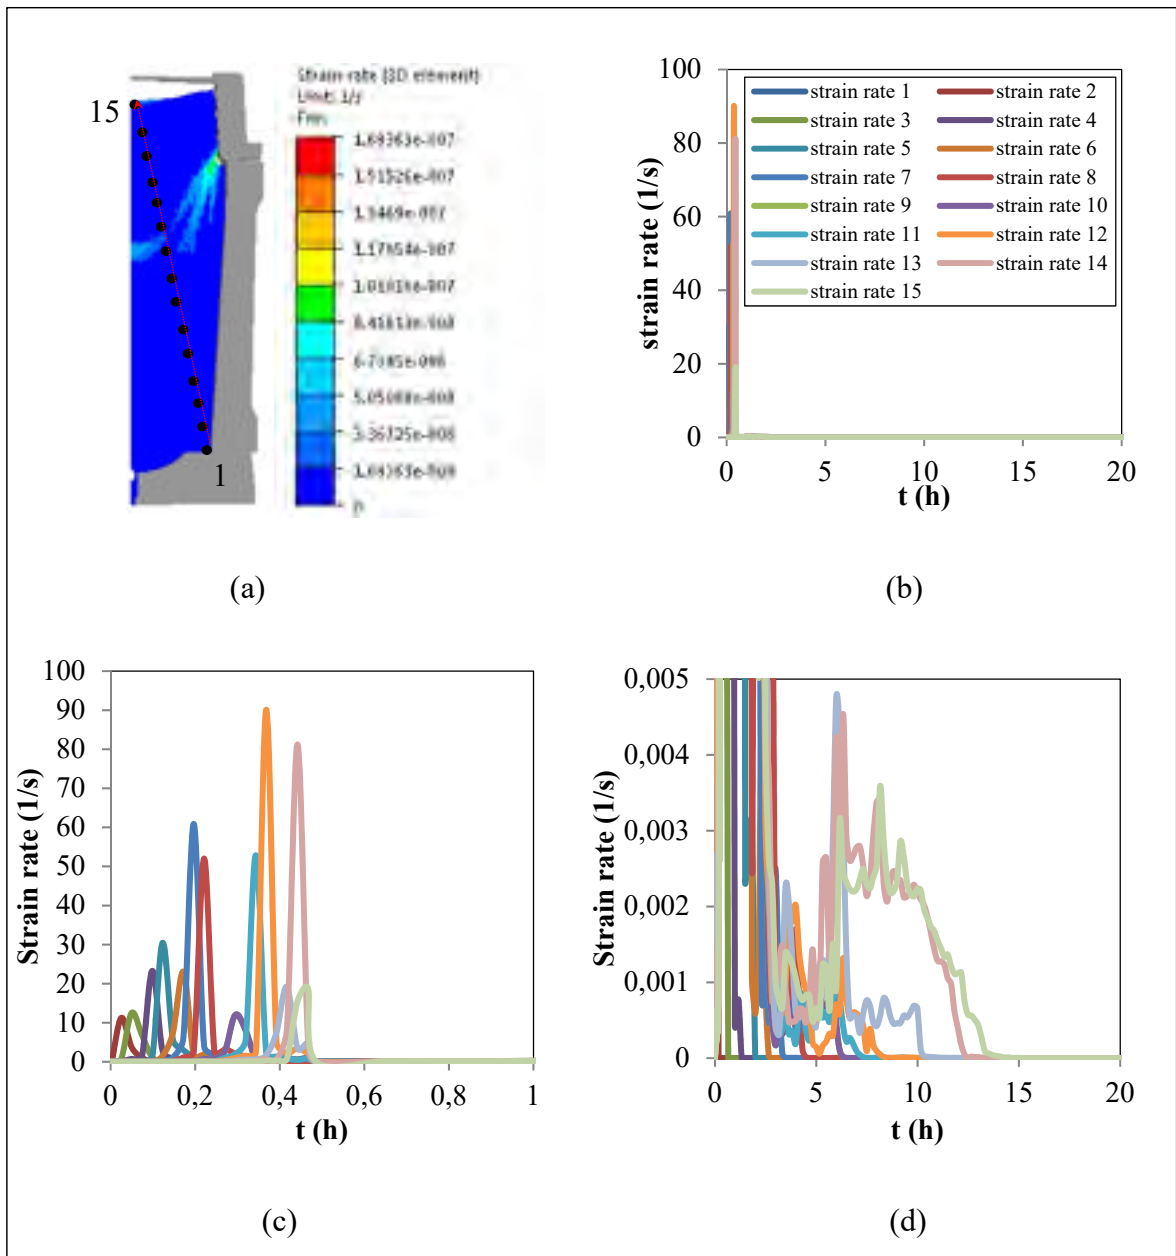 15
1
Strain rate (3D element)
Unit: 1/s
0
(a)
100
80
60
40
20
0
strain rate (1/s)
strain rate 1 strain rate 2
strain rate 3 strain rate 4
strain rate 5 strain rate 6
strain rate 7 strain rate 8
strain rate 9 strain rate 10
strain rate 11 strain rate 12
strain rate 13 strain rate 14
strain rate 15
0 5 10 15 20
t (h)
(b)
100
90
80
70
60
50
40
30
20
10
0
Strain rate (1/s)
0 0,2 0,4 0,6 0,8 1
t (h)
(c)
0,005
0,004
0,003
0,002
0,001
0
Strain rate (1/s)
0 5 10 15 20
t (h)
(d)